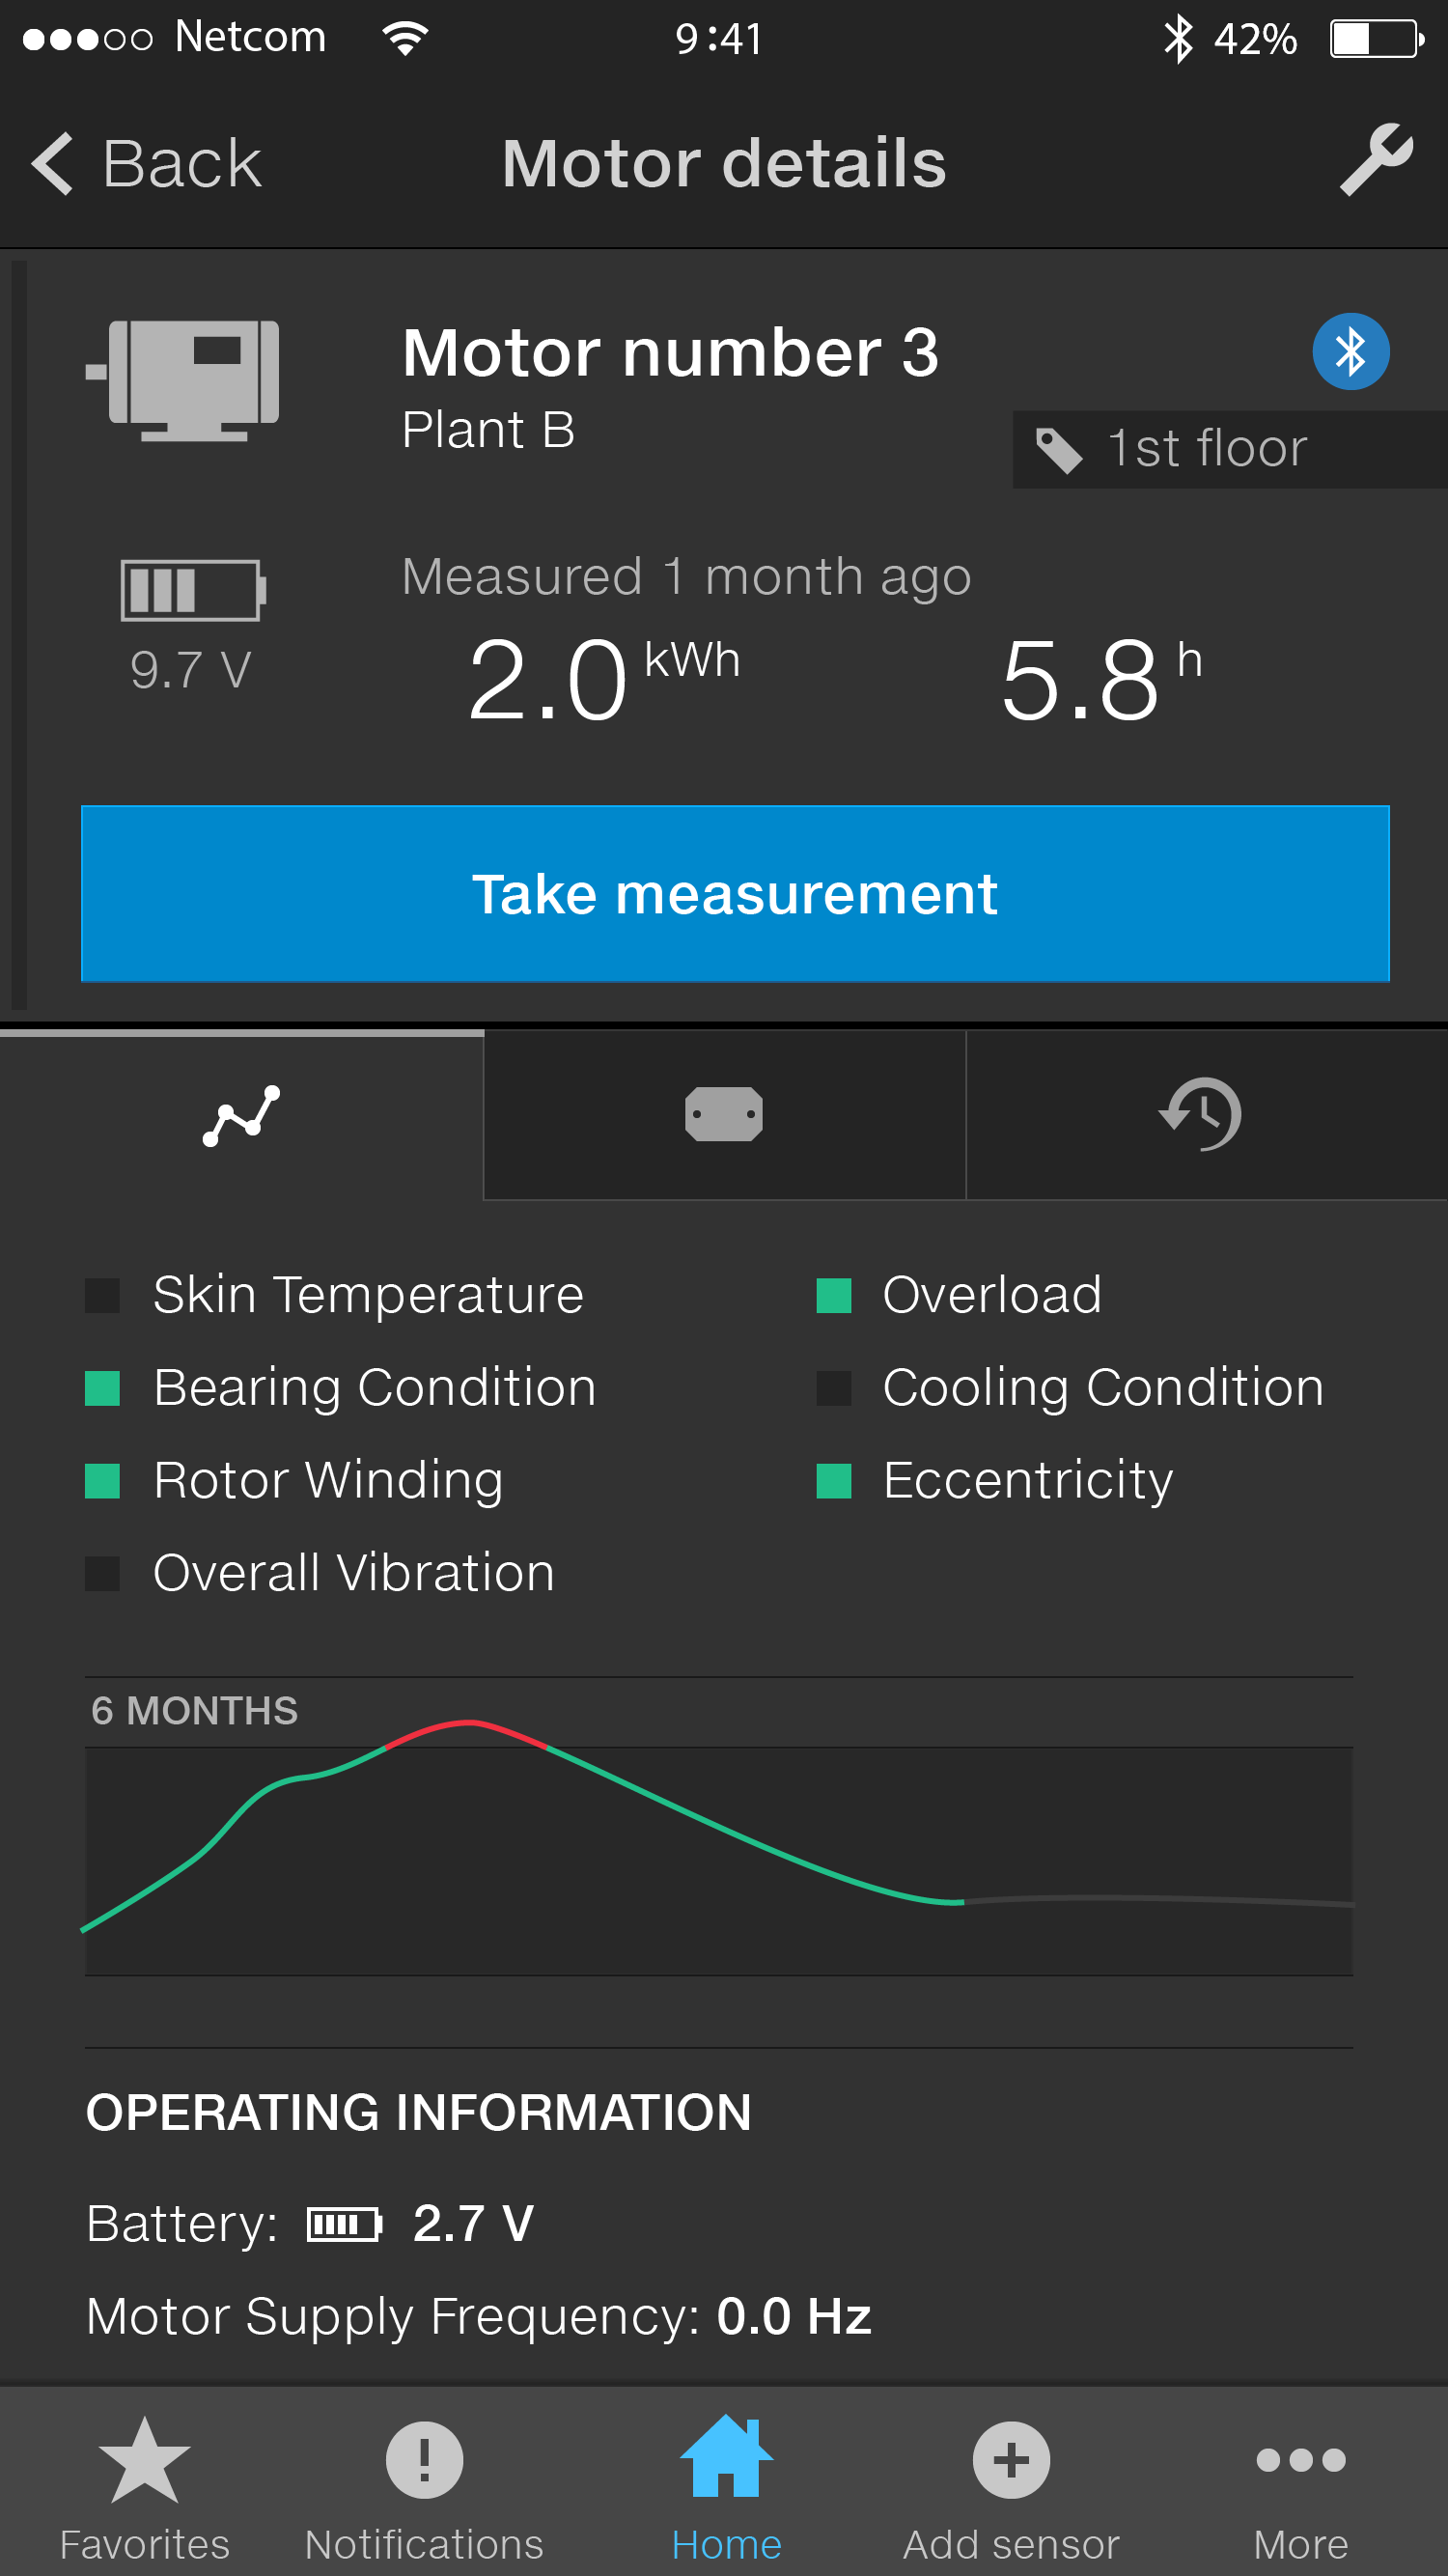 Netcom 9:41 42%
Back Motor details
Motor number 3
Plant B
1st floor
Measured 1 month ago
9.7 V 2.0 kWh 5.8 h
Take measurement
Skin Temperature Overload
Bearing Condition Cooling Condition
Rotor Winding Eccentricity
Overall Vibration
6 MONTHS
OPERATING INFORMATION
Battery: 2.7 V
Motor Supply Frequency: 0.0 Hz
Favorites Notifications Home Add sensor More